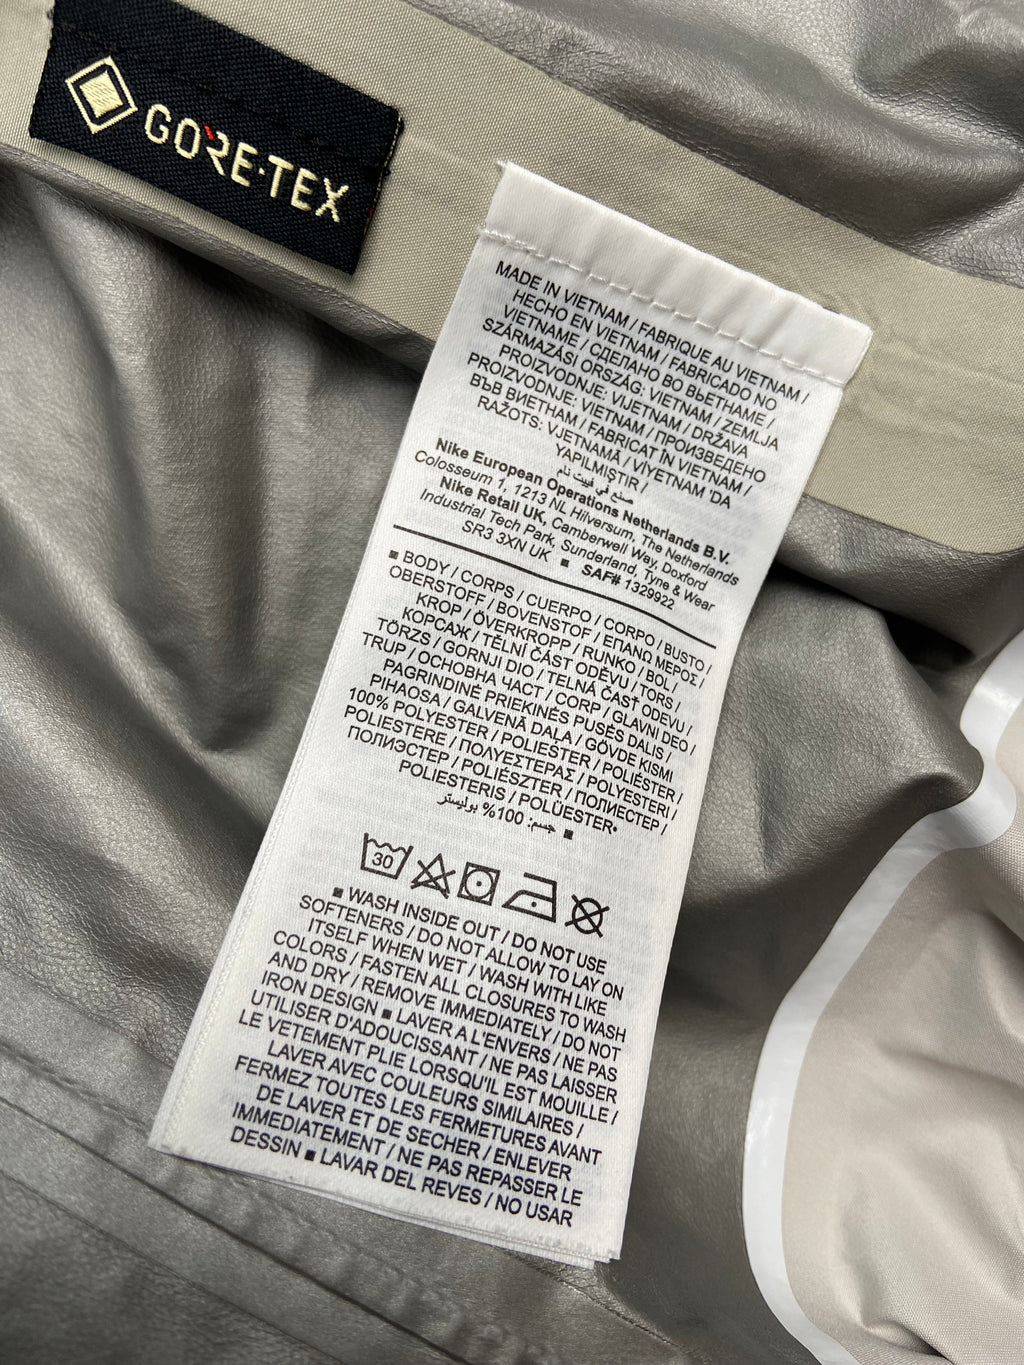 GORE-TEX
MADE IN VIETNAM / FABRIQUE AU VIETNAM /
HECHO EN VIETNAM / FABRICADO NO
VIETNAME / СДЕЛАНО ВО ВЬЕТНАМЕ /
SZÁRMAZÁSI ORSZÁG: VIETNAM / ZEMLJA
PROIZVODNJE: VIJETNAM / DRŽAVA
PROIZVODNJE: VIETNAM / ПРОИЗВЕДЕНО
ВЪВ ВИЕТНАМ / FABRICAT ÎN VIETNAM /
RAŽOTS: VJETNAMĀ / VİYETNAM 'DA
YAPILMIŞTIR /
صنع في فيت نام
Nike European Operations Netherlands B.V.
Colosseum 1, 1213 NL Hilversum, The Netherlands
Nike Retail UK, Camberwell Way, Doxford
Industrial Tech Park, Sunderland, Tyne & Wear
SR3 3XN UK ■ SAF# 1329922
■ BODY / CORPS / CUERPO / CORPO / BUSTO /
OBERSTOFF / BOVENSTOF / ΕΠΑΝΩ ΜΕΡΟΣ /
KROP / ÖVERKROPP / RUNKO / BOL /
КОРСАЖ / TĚLNÍ ČÁST ODĚVU / TORS /
TÖRZS / GORNJI DIO / TELNÁ ČASŤ ODEVU /
TRUP / ОСНОВНА ЧАСТ / CORP / GLAVNI DEO /
PAGRINDINĖ PRIEKINĖS PUSĖS DALIS /
PIHAOSA / GALVENĀ DAĻA / GÖVDE KISMI
100% POLYESTER / POLIESTER / POLIÉSTER /
POLIESTERE / ΠΟΛΥΕΣΤΕΡΑΣ / POLYESTERI /
ПОЛИЭСТЕР / POLIÉSZTER / ПОЛИЕСТЕР /
POLIESTERIS / POLÜESTER•
جسم: 100% بوليستر ■
30
■ WASH INSIDE OUT / DO NOT USE
SOFTENERS / DO NOT ALLOW TO LAY ON
ITSELF WHEN WET / WASH WITH LIKE
COLORS / FASTEN ALL CLOSURES TO WASH
AND DRY / REMOVE IMMEDIATELY / DO NOT
IRON DESIGN ■ LAVER A L'ENVERS / NE PAS
UTILISER D'ADOUCISSANT / NE PAS LAISSER
LE VETEMENT PLIE LORSQU'IL EST MOUILLE /
LAVER AVEC COULEURS SIMILAIRES /
FERMEZ TOUTES LES FERMETURES AVANT
DE LAVER ET DE SECHER / ENLEVER
IMMEDIATEMENT / NE PAS REPASSER LE
DESSIN ■ LAVAR DEL REVES / NO USAR